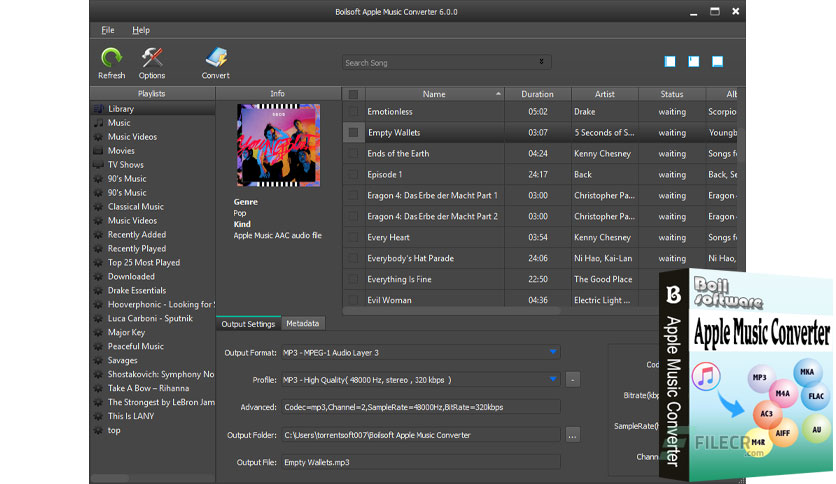 Boilsoft Apple Music Converter 6.0.0
File Help
Refresh Options Convert
Search Song
Playlists
Library
Music
Music Videos
Movies
TV Shows
90's Music
90's Music
Classical Music
Music Videos
Recently Added
Recently Played
Top 25 Most Played
Downloaded
Drake Essentials
Hooverphonic - Looking for S
Luca Carboni - Sputnik
Major Key
Peaceful Music
Savages
Shostakovich: Symphony No
Take A Bow – Rihanna
The Strongest by LeBron Jam
This Is LANY
top
Info
Genre
Pop
Kind
Apple Music AAC audio file
Name Duration Artist Status Alb
Emotionless 05:02 Drake waiting Scorpio
Empty Wallets 03:07 5 Seconds of S... waiting Youngb
Ends of the Earth 04:24 Kenny Chesney waiting Songs fo
Episode 1 24:17 Back waiting Back, Se
Eragon 4: Das Erbe der Macht Part 1 03:00 Christopher Pa... waiting Eragon
Eragon 4: Das Erbe der Macht Part 2 03:00 Christopher Pa... waiting Eragon
Every Heart 03:54 Kenny Chesney waiting Songs fo
Everybody's Hat Parade 24:06 Ni Hao, Kai-Lan waiting Ni Hao,
Everything Is Fine 22:50 The Good Place
Evil Woman 04:36 Electric Light ...
Output Settings Metadata
Output Format: MP3 - MPEG-1 Audio Layer 3
Profile: MP3 - High Quality( 48000 Hz, stereo , 320 kbps ) -
Advanced: Codec=mp3,Channel=2,SampleRate=48000Hz,BitRate=320kbps
Output Folder: C:\Users\torrentsoft007\Boilsoft Apple Music Converter ...
Output File: Empty Wallets.mp3
Cod
Bitrate(kbp
SampleRate(
Chann
B
Apple Music Converter
Boil
software
Apple Music Converter
MP3
MKA
M4A
FLAC
AC3
AIFF
AU
M4R
FILECR
.com